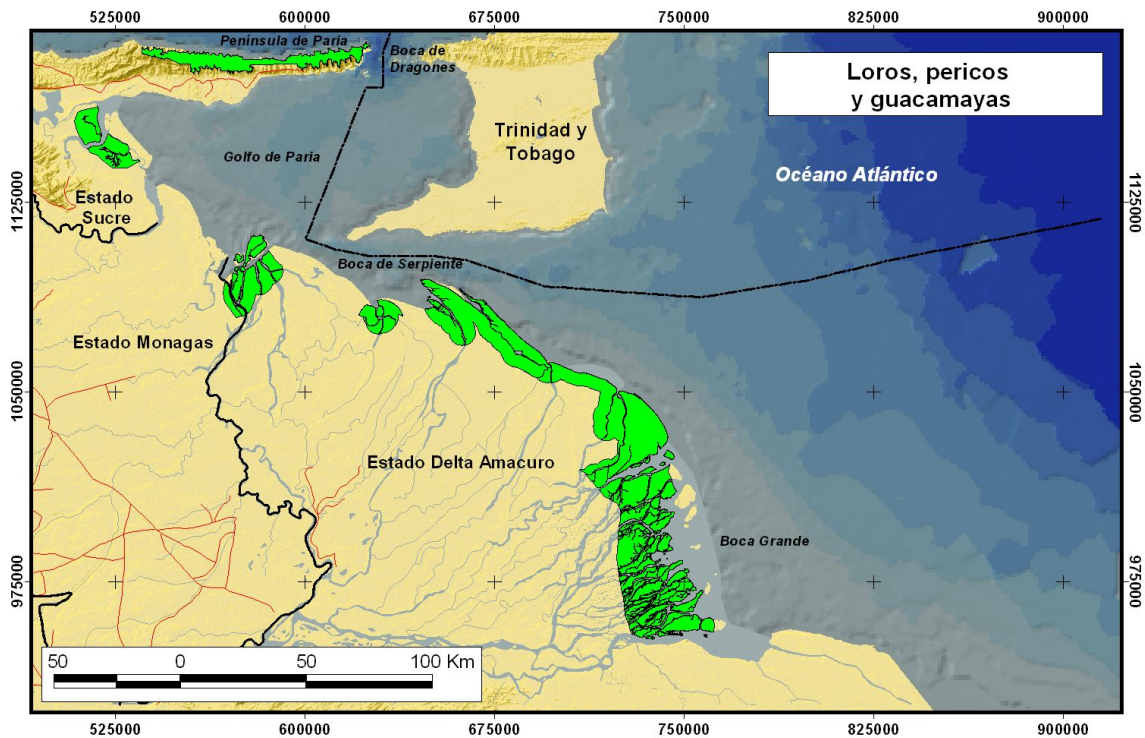 525000 600000 675000 750000 825000 900000
Península de Paria
Boca de
Dragones
Loros, pericos
y guacamayas
Trinidad y
Tobago
Golfo de Paria
Océano Atlántico
Estado
Sucre
1125000
1125000
Boca de Serpiente
Estado Monagas
1050000
1050000
Estado Delta Amacuro
Boca Grande
975000
975000
50 0 50 100 Km
525000 600000 675000 750000 825000 900000